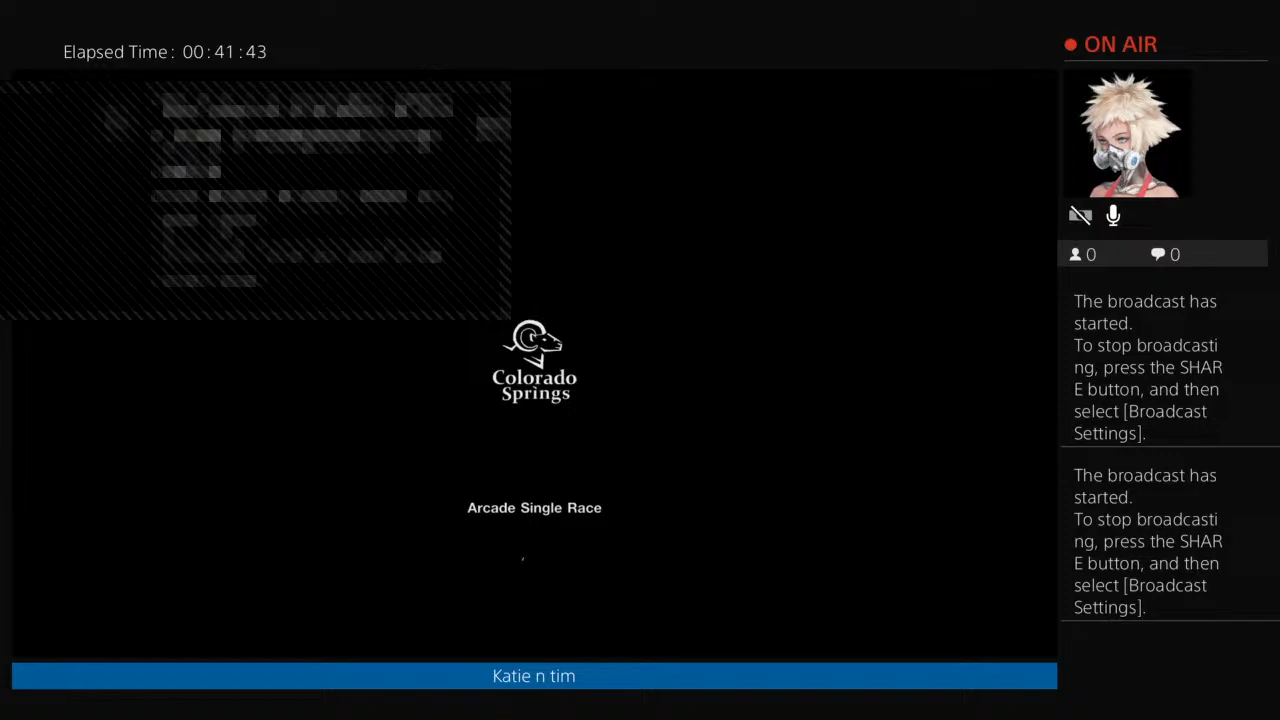 Elapsed Time: 00:41:43
ON AIR
0 0
The broadcast has
started.
To stop broadcasti
ng, press the SHAR
E button, and then
select [Broadcast
Settings].
The broadcast has
started.
To stop broadcasti
ng, press the SHAR
E button, and then
select [Broadcast
Settings].
Colorado
Springs
Arcade Single Race
Katie n tim